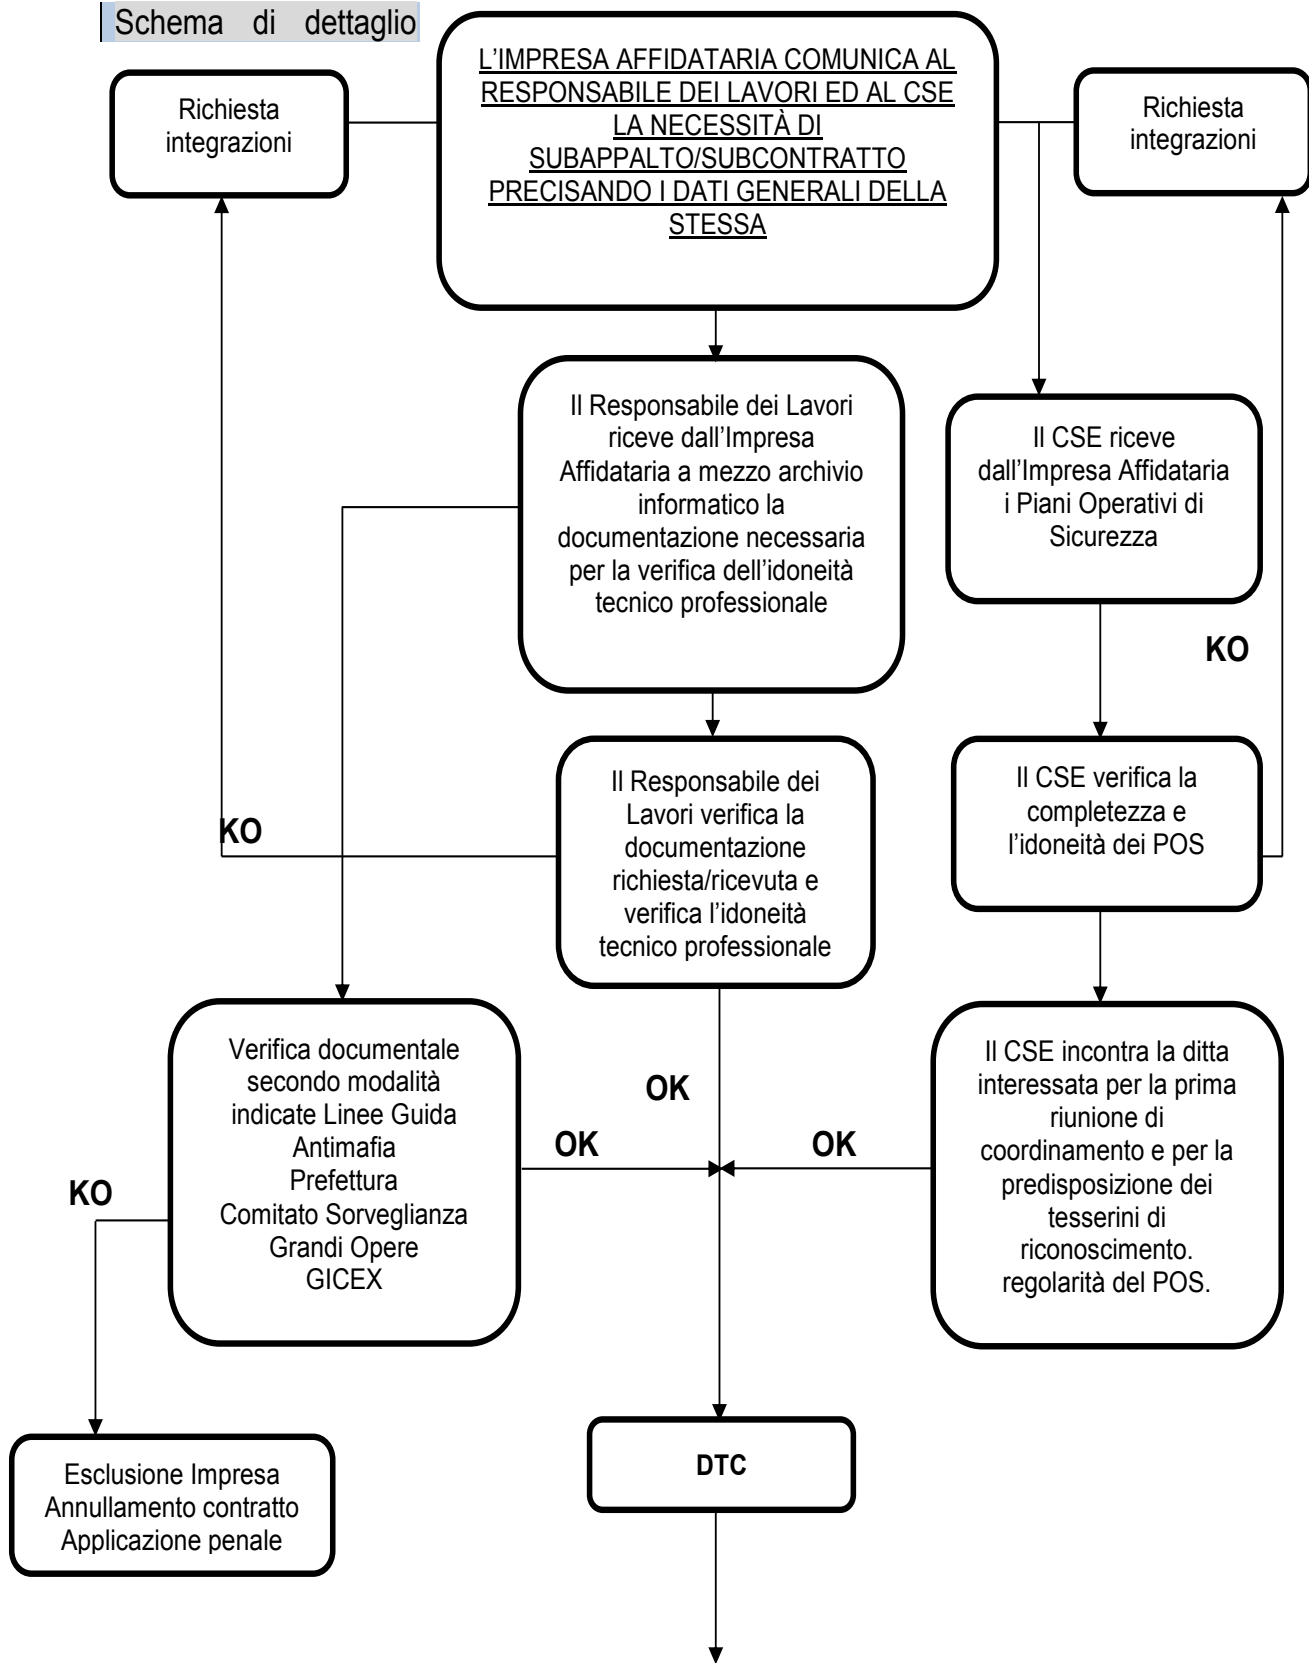 Schema di dettaglio
L'IMPRESA AFFIDATARIA COMUNICA AL
RESPONSABILE DEI LAVORI ED AL CSE
LA NECESSITÀ DI
SUBAPPALTO/SUBCONTRATTO
PRECISANDO I DATI GENERALI DELLA
STESSA
Richiesta
integrazioni
Richiesta
integrazioni
Il Responsabile dei Lavori
riceve dall'Impresa
Affidataria a mezzo archivio
informatico la
documentazione necessaria
per la verifica dell'idoneità
tecnico professionale
Il CSE riceve
dall'Impresa Affidataria
i Piani Operativi di
Sicurezza
KO
Il Responsabile dei
Lavori verifica la
documentazione
richiesta/ricevuta e
verifica l'idoneità
tecnico professionale
Il CSE verifica la
completezza e
l'idoneità dei POS
KO
Verifica documentale
secondo modalità
indicate Linee Guida
Antimafia
Prefettura
Comitato Sorveglianza
Grandi Opere
GICEX
OK
OK
OK
Il CSE incontra la ditta
interessata per la prima
riunione di
coordinamento e per la
predisposizione dei
tesserini di
riconoscimento.
regolarità del POS.
KO
Esclusione Impresa
Annullamento contratto
Applicazione penale
DTC